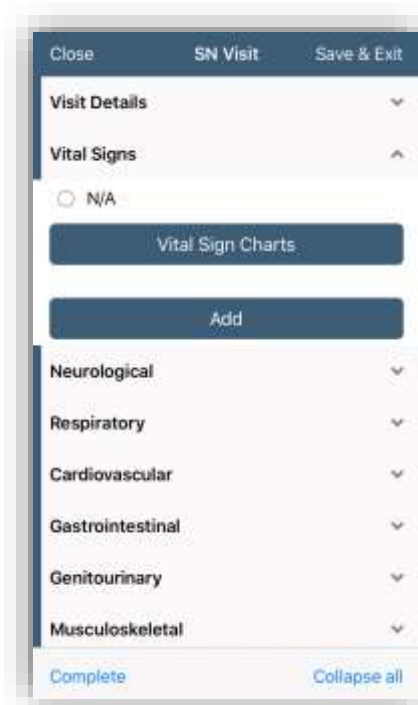 Close SN Visit Save & Exit
Visit Details
Vital Signs
N/A
Vital Sign Charts
Add
Neurological
Respiratory
Cardiovascular
Gastrointestinal
Genitourinary
Musculoskeletal
Complete Collapse all